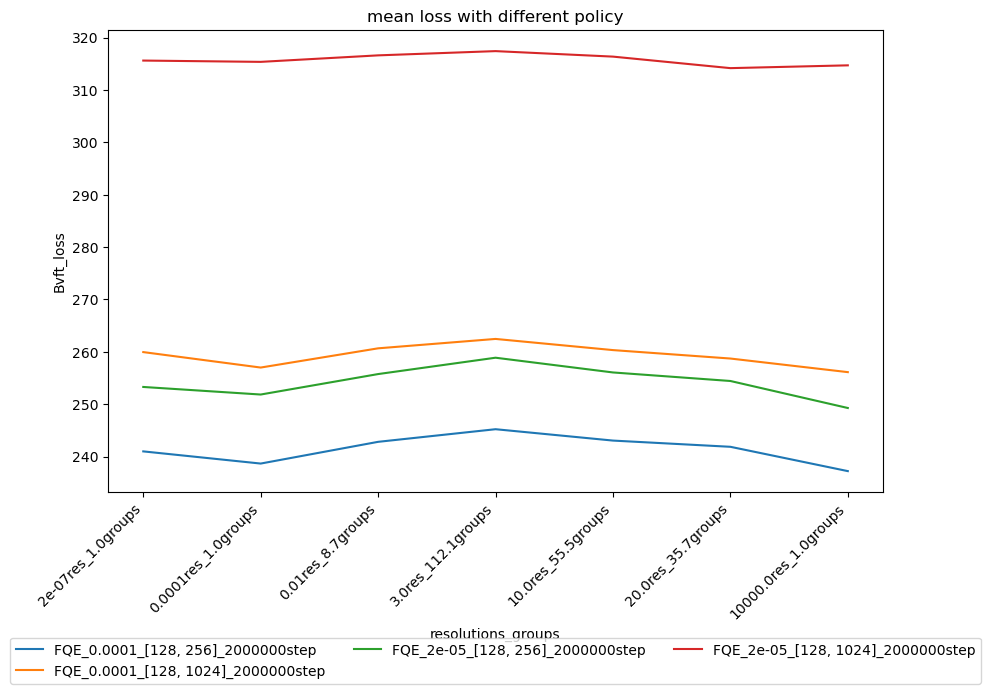 mean loss with different policy
320
310
300
290
280
270
260
250
240
Bvft_loss
2e-07res_1.0groups
0.0001res_1.0groups
0.01res_8.7groups
3.0res_112.1groups
10.0res_55.5groups
20.0res_35.7groups
10000.0res_1.0groups
resolutions_groups
FQE_0.0001_[128, 256]_2000000step
FQE_0.0001_[128, 1024]_2000000step
FQE_2e-05_[128, 256]_2000000step
FQE_2e-05_[128, 1024]_2000000step